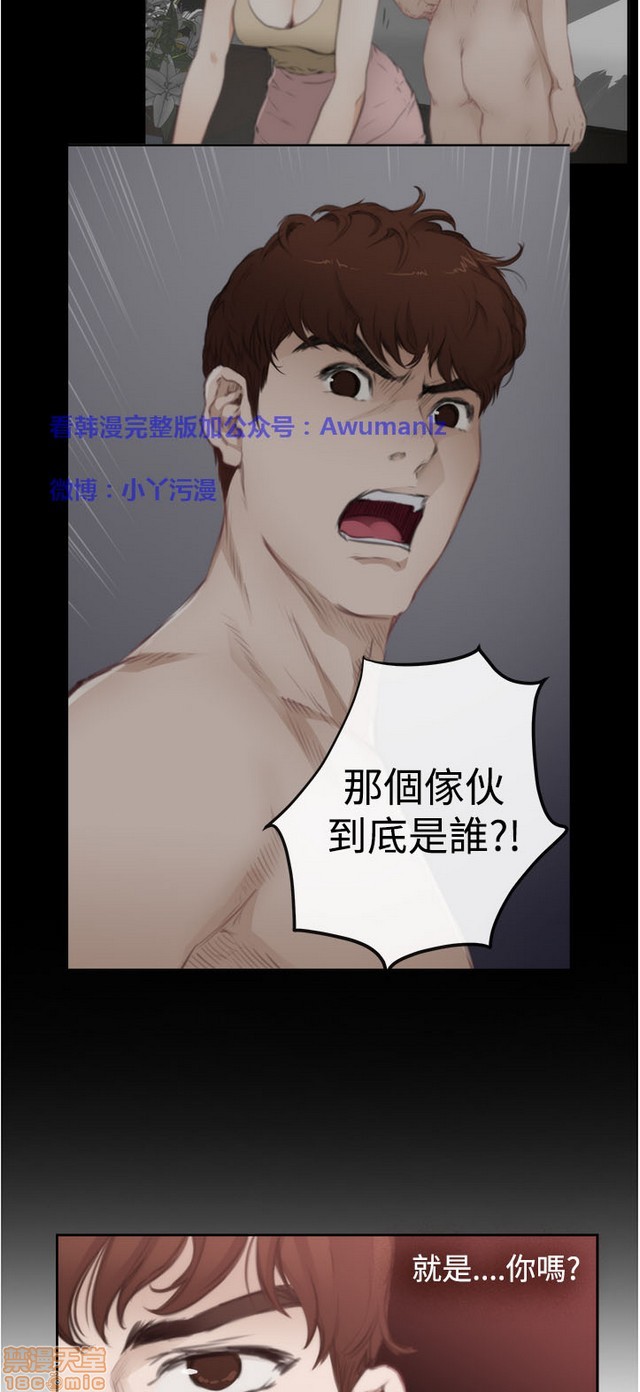 看韩漫完整版加公众号：Awumanlz
微博：小丫污漫
那個傢伙
到底是誰?!
就是....你嗎?
禁漫天堂
18comic